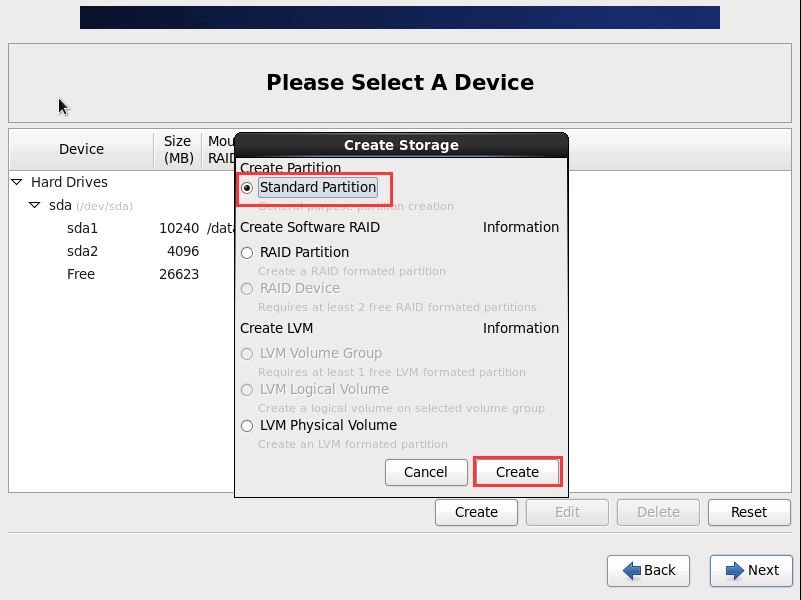 Please Select A Device
Device
Size
(MB)
Mou
RAID
Create Storage
Create Partition
Standard Partition
General purpose partition creation
Create Software RAID Information
RAID Partition
Create a RAID formated partition
RAID Device
Requires at least 2 free RAID formated partitions
Create LVM Information
LVM Volume Group
Requires at least 1 free LVM formated partition
LVM Logical Volume
Create a logical volume on selected volume group
LVM Physical Volume
Create an LVM formated partition
Cancel Create
Hard Drives
sda (/dev/sda)
sda1 10240 /data
sda2 4096
Free 26623
Create Edit Delete Reset
Back Next